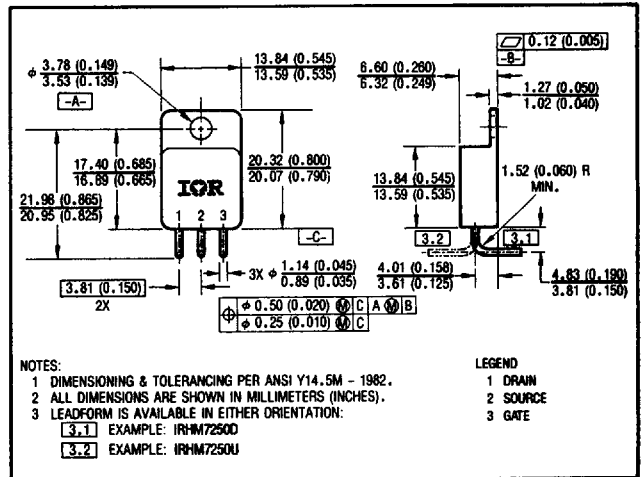 ⏥ 0.12 (0.005)
-B-
φ 3.78 (0.149)
3.53 (0.139)
13.84 (0.545)
13.59 (0.535)
6.60 (0.260)
6.32 (0.249)
1.27 (0.050)
1.02 (0.040)
-A-
17.40 (0.685)
16.89 (0.665)
20.32 (0.800)
20.07 (0.790)
21.98 (0.865)
20.95 (0.825)
IOR
1 2 3
-C-
13.84 (0.545)
13.59 (0.535)
1.52 (0.060) R
MIN.
3.2
3.1
3X φ 1.14 (0.045)
0.89 (0.035)
3.81 (0.150)
2X
4.01 (0.158)
3.61 (0.125)
4.83 (0.190)
3.81 (0.150)
⌖ φ 0.50 (0.020) Ⓜ C A Ⓜ B
φ 0.25 (0.010) Ⓜ C
NOTES:
1 DIMENSIONING & TOLERANCING PER ANSI Y14.5M - 1982.
2 ALL DIMENSIONS ARE SHOWN IN MILLIMETERS (INCHES).
3 LEADFORM IS AVAILABLE IN EITHER ORIENTATION:
3.1 EXAMPLE: IRHM7250D
3.2 EXAMPLE: IRHM7250U
LEGEND
1 DRAIN
2 SOURCE
3 GATE